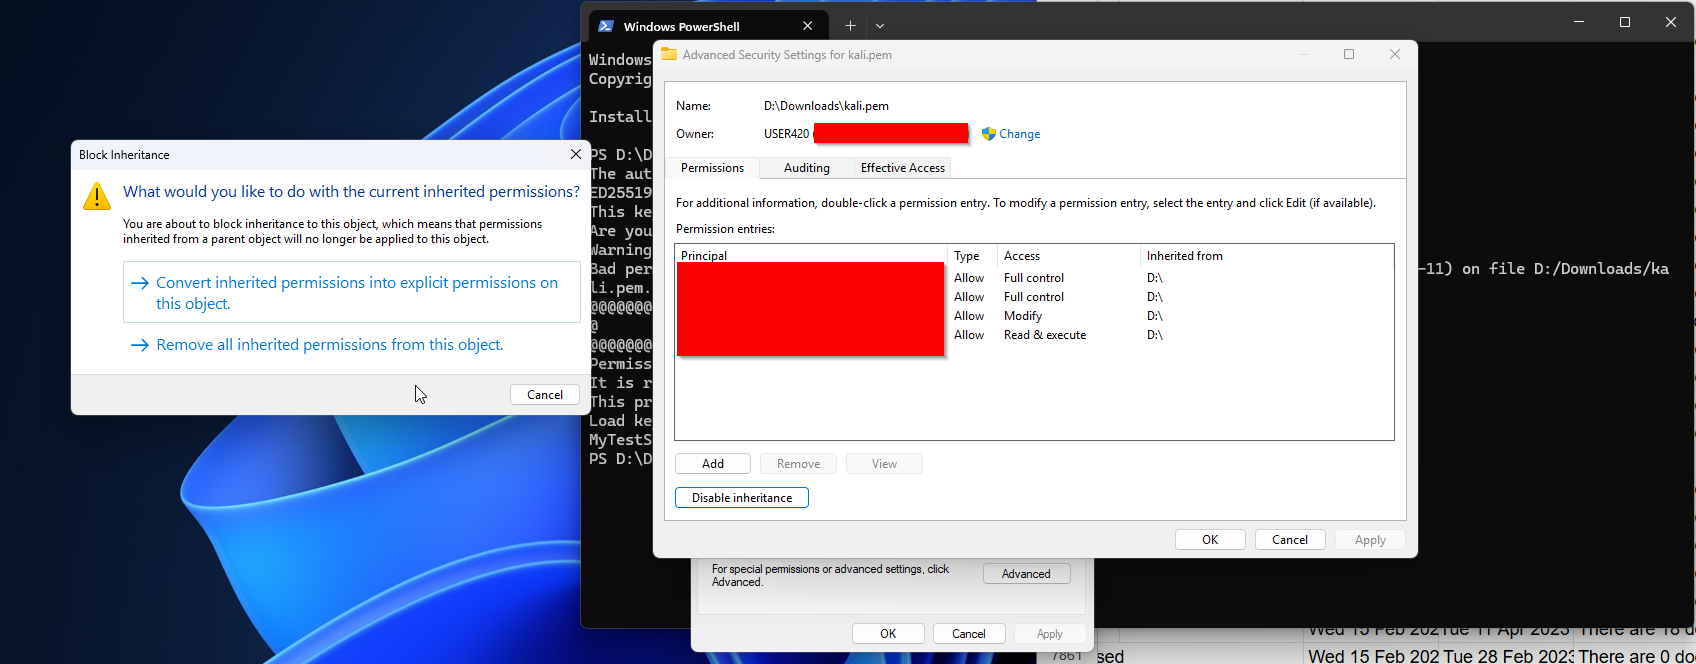 Windows PowerShell
Windows
Copyrig
Install
PS D:\D
The aut
ED25519
This ke
Are you
Warning
Bad per
-11) on file D:/Downloads/ka
li.pem.
@@@@@@@
@
@@@@@@@
Permiss
It is r
This pr
Load ke
MyTestS
PS D:\D
Block Inheritance
What would you like to do with the current inherited permissions?
You are about to block inheritance to this object, which means that permissions
inherited from a parent object will no longer be applied to this object.
Convert inherited permissions into explicit permissions on
this object.
Remove all inherited permissions from this object.
Cancel
Advanced Security Settings for kali.pem
Name: D:\Downloads\kali.pem
Owner: USER420 Change
Permissions Auditing Effective Access
For additional information, double-click a permission entry. To modify a permission entry, select the entry and click Edit (if available).
Permission entries:
Principal Type Access Inherited from
Allow Full control D:\
Allow Full control D:\
Allow Modify D:\
Allow Read & execute D:\
Add Remove View
Disable inheritance
OK Cancel Apply
For special permissions or advanced settings, click
Advanced.
Advanced
OK Cancel Apply
Wed 15 Feb 202 Tue 11 Apr 2023 There are 18 d
7861 sed Wed 15 Feb 202 Tue 28 Feb 2023 There are 0 do